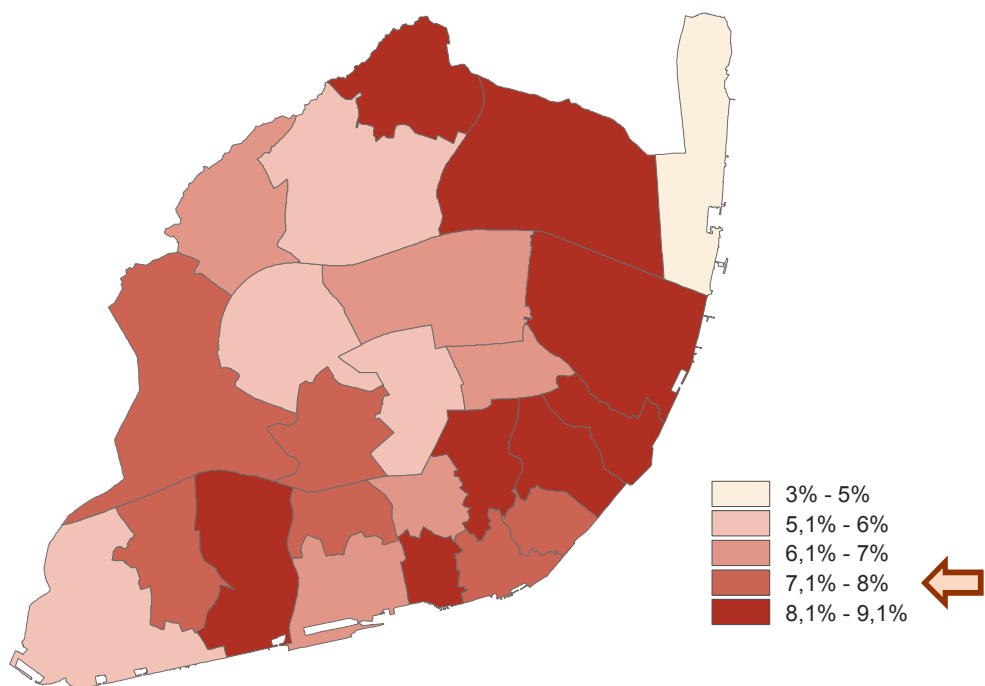 3% - 5%
5,1% - 6%
6,1% - 7%
7,1% - 8%
8,1% - 9,1%